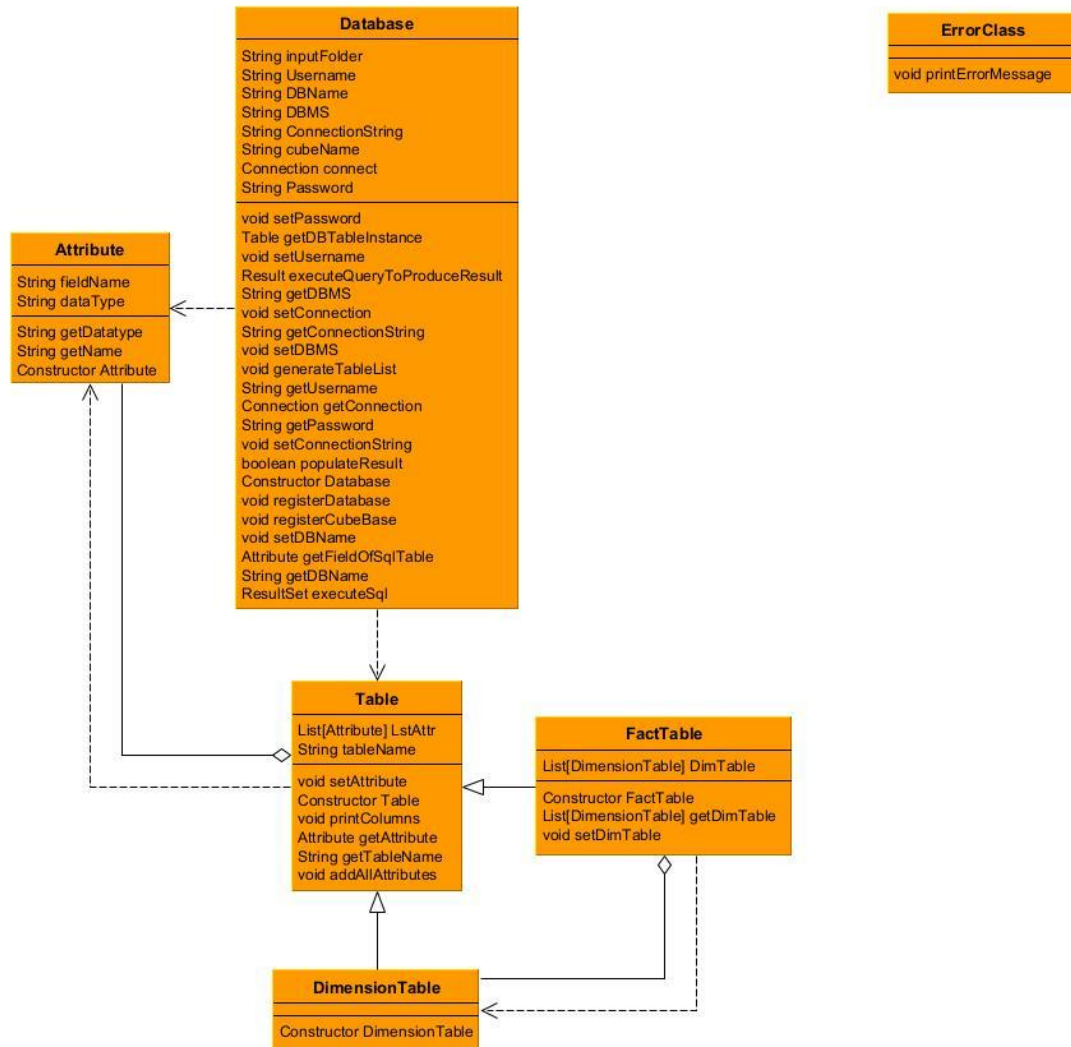 Database
String inputFolder
String Username
String DBName
String DBMS
String ConnectionString
String cubeName
Connection connect
String Password
void setPassword
Table getDBTableInstance
void setUsername
Result executeQueryToProduceResult
String getDBMS
void setConnection
String getConnectionString
void setDBMS
void generateTableList
String getUsername
Connection getConnection
String getPassword
void setConnectionString
boolean populateResult
Constructor Database
void registerDatabase
void registerCubeBase
void setDBName
Attribute getFieldOfSqlTable
String getDBName
ResultSet executeSql
ErrorClass
void printErrorMessage
Attribute
String fieldName
String dataType
String getDatatype
String getName
Constructor Attribute
Table
List[Attribute] LstAttr
String tableName
void setAttribute
Constructor Table
void printColumns
Attribute getAttribute
String getTableName
void addAllAttributes
FactTable
List[DimensionTable] DimTable
Constructor FactTable
List[DimensionTable] getDimTable
void setDimTable
DimensionTable
Constructor DimensionTable